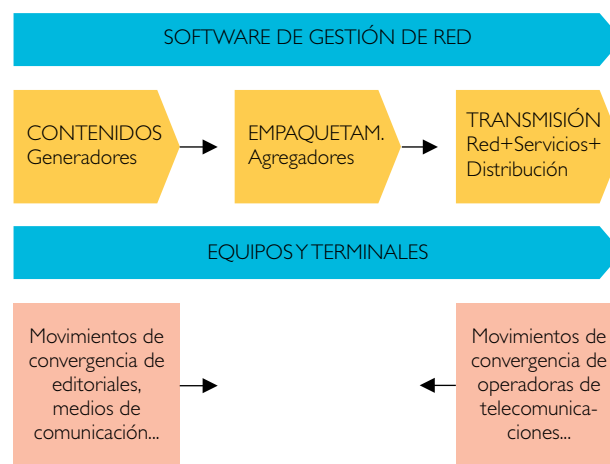 SOFTWARE DE GESTIÓN DE RED
CONTENIDOS
Generadores
EMPAQUETAM.
Agregadores
TRANSMISIÓN
Red+Servicios+
Distribución
EQUIPOS Y TERMINALES
Movimientos de
convergencia de
editoriales,
medios de
comunicación...
Movimientos de
convergencia de
operadoras de
telecomunica-
ciones...